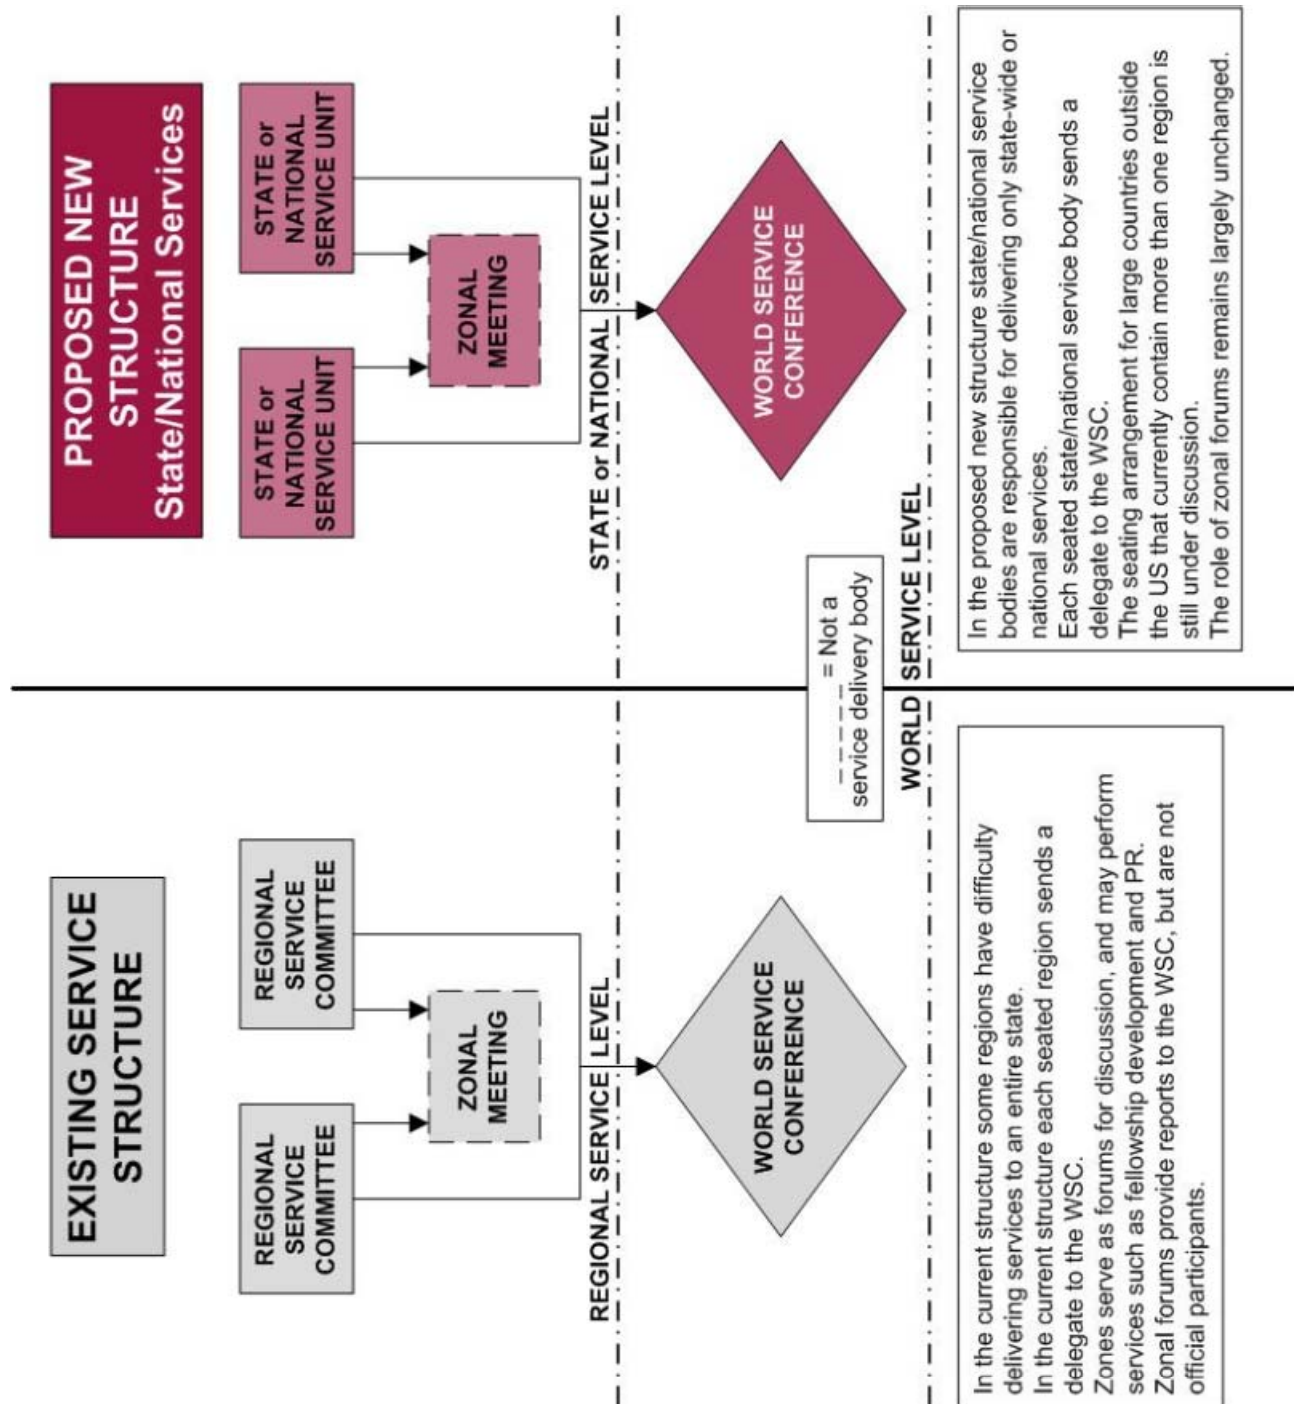 EXISTING SERVICE
STRUCTURE
REGIONAL
SERVICE
COMMITTEE
REGIONAL
SERVICE
COMMITTEE
ZONAL
MEETING
REGIONAL SERVICE LEVEL
WORLD SERVICE
CONFERENCE
In the current structure some regions have difficulty
delivering services to an entire state.
In the current structure each seated region sends a
delegate to the WSC.
Zones serve as forums for discussion, and may perform
services such as fellowship development and PR.
Zonal forums provide reports to the WSC, but are not
official participants.
PROPOSED NEW
STRUCTURE
State/National Services
STATE or
NATIONAL
SERVICE UNIT
STATE or
NATIONAL
SERVICE UNIT
ZONAL
MEETING
STATE or NATIONAL SERVICE LEVEL
WORLD SERVICE
CONFERENCE
_ _ _ _ _ = Not a
service delivery body
WORLD SERVICE LEVEL
In the proposed new structure state/national service
bodies are responsible for delivering only state-wide or
national services.
Each seated state/national service body sends a
delegate to the WSC.
The seating arrangement for large countries outside
the US that currently contain more than one region is
still under discussion.
The role of zonal forums remains largely unchanged.